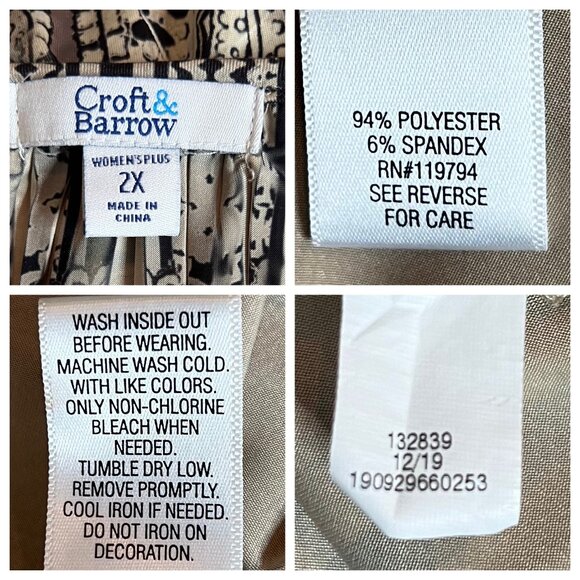 Croft&
Barrow
WOMEN'S PLUS
2X
MADE IN
CHINA
94% POLYESTER
6% SPANDEX
RN#119794
SEE REVERSE
FOR CARE
WASH INSIDE OUT
BEFORE WEARING.
MACHINE WASH COLD.
WITH LIKE COLORS.
ONLY NON-CHLORINE
BLEACH WHEN
NEEDED.
TUMBLE DRY LOW.
REMOVE PROMPTLY.
COOL IRON IF NEEDED.
DO NOT IRON ON
DECORATION.
132839
12/19
190929660253